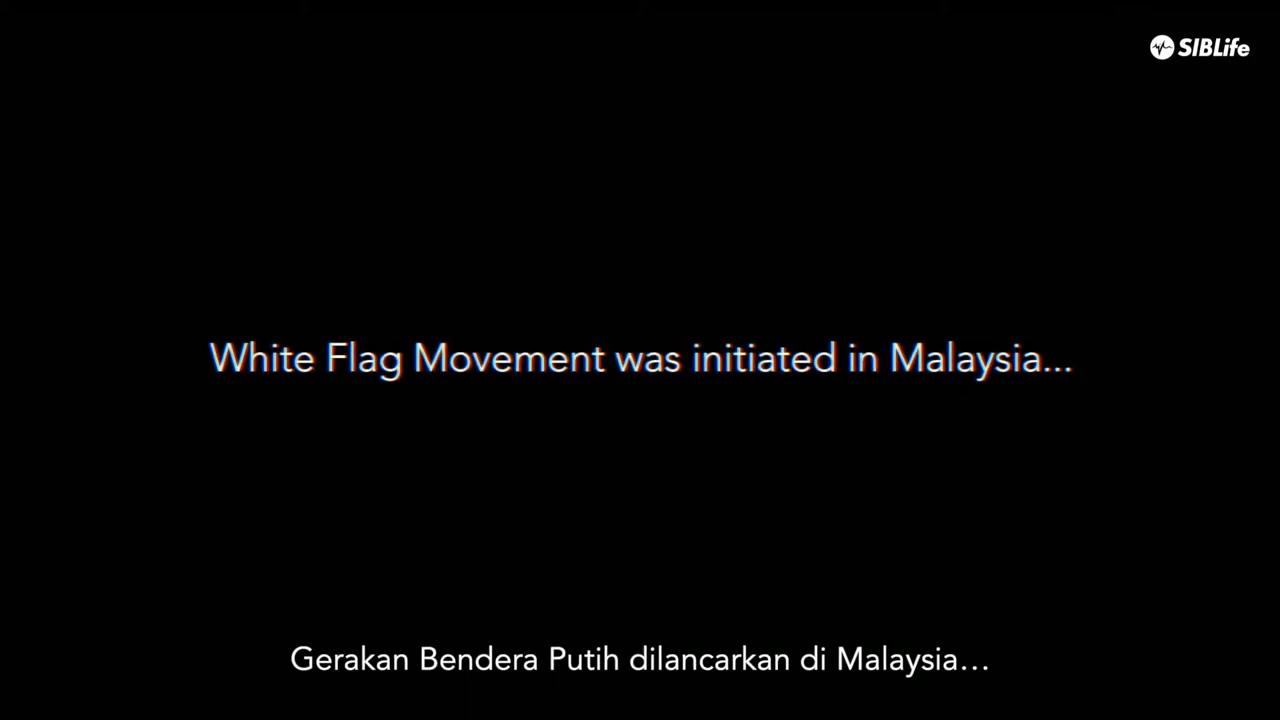 SIBLife
White Flag Movement was initiated in Malaysia...
Gerakan Bendera Putih dilancarkan di Malaysia...